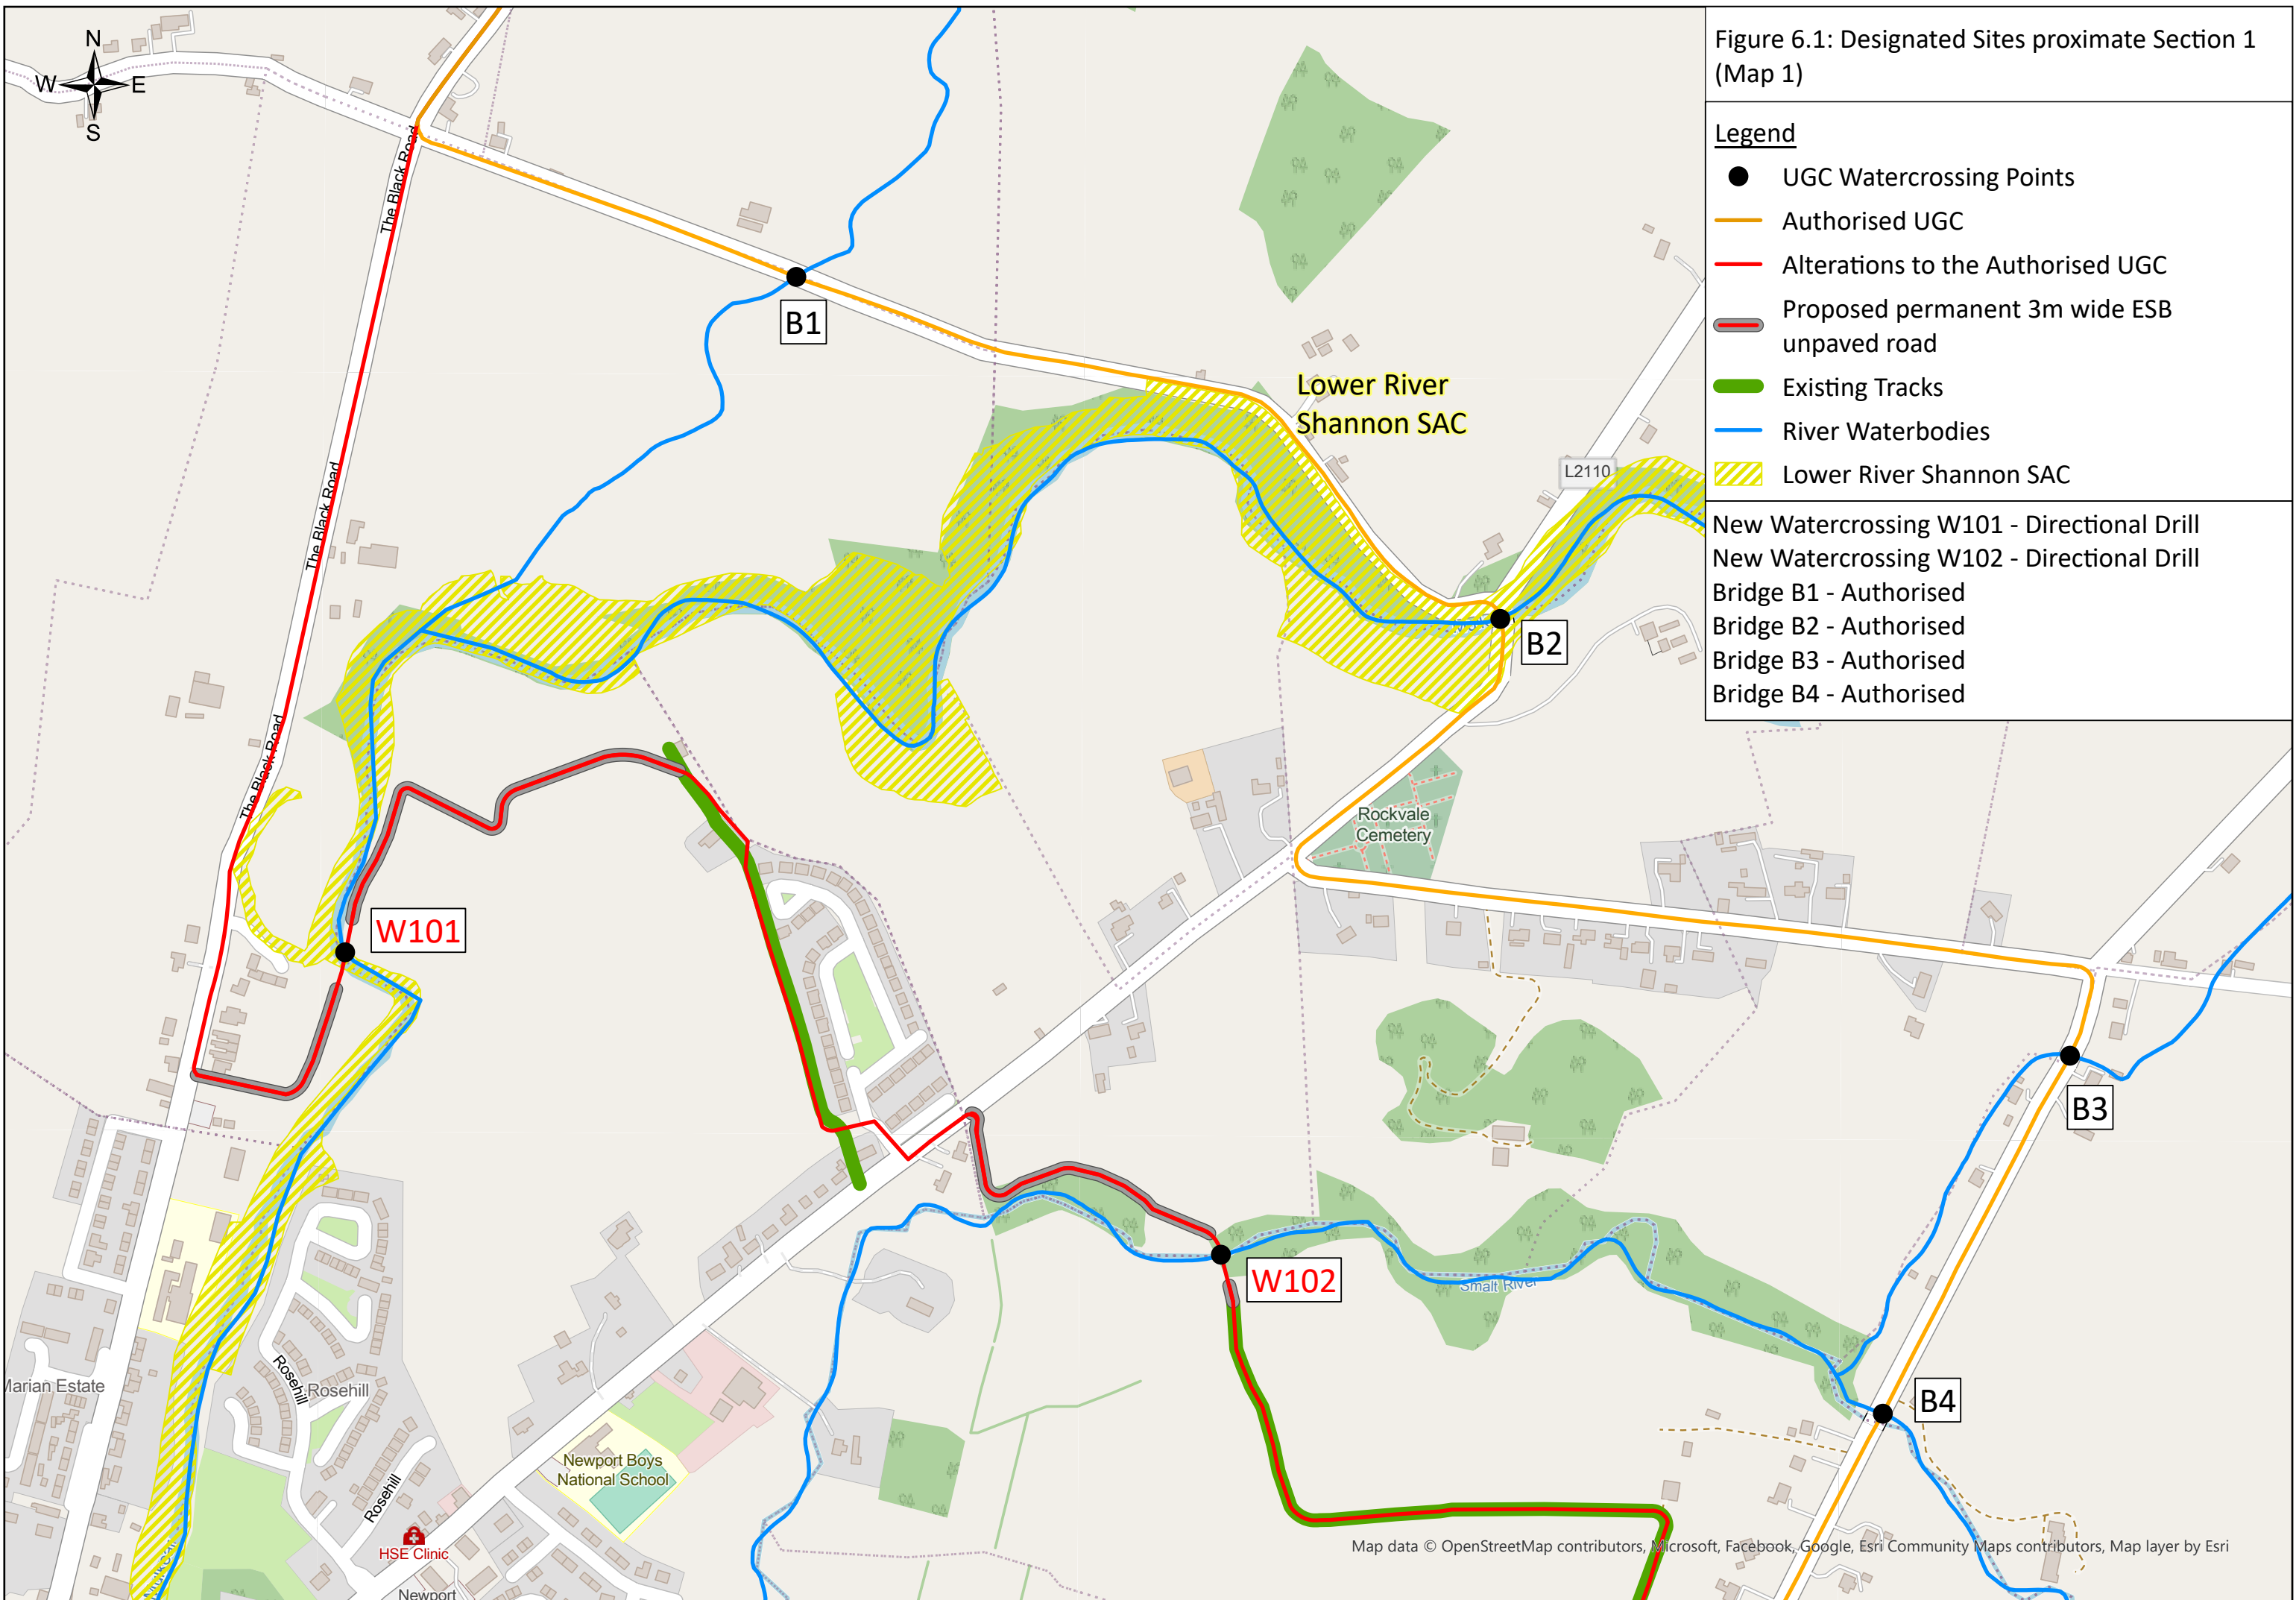 Figure 6.1: Designated Sites proximate Section 1
(Map 1)
Legend
UGC Watercrossing Points
Authorised UGC
Alterations to the Authorised UGC
Proposed permanent 3m wide ESB
unpaved road
Existing Tracks
River Waterbodies
Lower River Shannon SAC
New Watercrossing W101 - Directional Drill
New Watercrossing W102 - Directional Drill
Bridge B1 - Authorised
Bridge B2 - Authorised
Bridge B3 - Authorised
Bridge B4 - Authorised
N
W E
S
The Black Road
B1
Lower River
Shannon SAC
L2110
The Black Road
B2
The Black Road
Rockvale
Cemetery
W101
B3
W102
Smalt River
Marian Estate
Rosehill
Rosehill
B4
Newport Boys
National School
Rosehill
HSE Clinic
Newport
Map data © OpenStreetMap contributors, Microsoft, Facebook, Google, Esri Community Maps contributors, Map layer by Esri